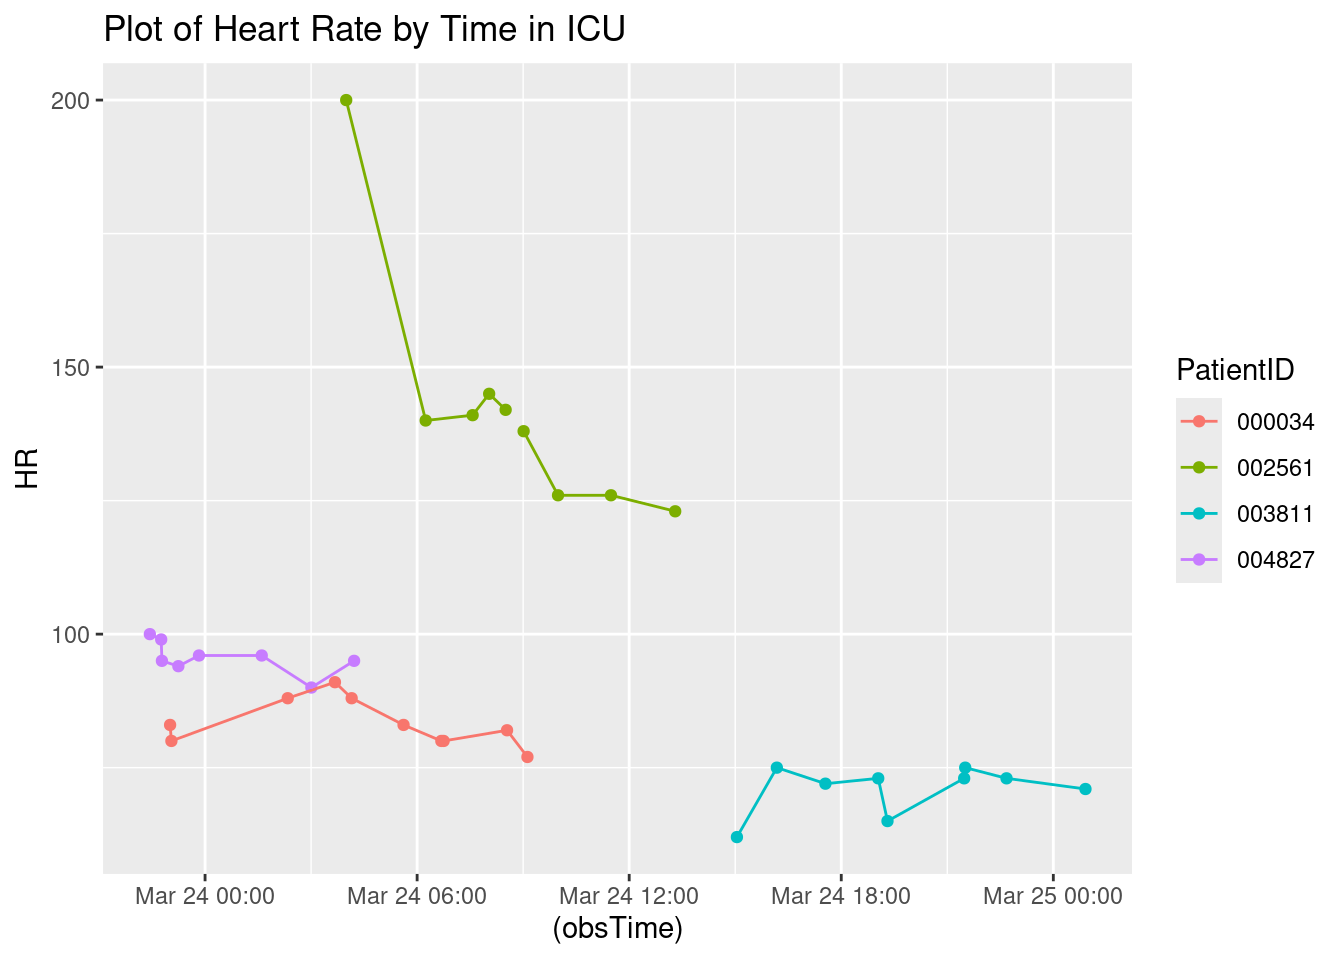 Plot of Heart Rate by Time in ICU
200
150
100
HR
Mar 24 00:00 Mar 24 06:00 Mar 24 12:00 Mar 24 18:00 Mar 25 00:00
(obsTime)
PatientID
000034
002561
003811
004827